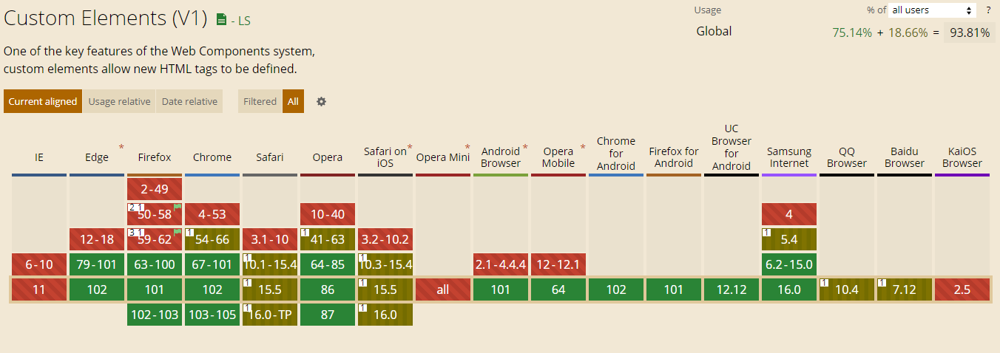 Custom Elements (V1) - LS
Usage % of all users ?
Global 75.14% + 18.66% = 93.81%
One of the key features of the Web Components system,
custom elements allow new HTML tags to be defined.
Current aligned Usage relative Date relative Filtered All
IE
Edge *
Firefox
Chrome
Safari
Opera
Safari on *
iOS
Opera Mini *
Android *
Browser
Opera *
Mobile
Chrome
for
Android
Firefox for
Android
UC
Browser
for
Android
Samsung
Internet
QQ
Browser
Baidu
Browser
KaiOS
Browser
2-49
2 1 50-58 4-53 10-40 4
12-18 3 1 59-62 1 54-66 3.1-10 1 41-63 3.2-10.2 1 5.4
6-10 79-101 63-100 67-101 1 10.1-15.4 64-85 1 10.3-15.4 2.1-4.4.4 12-12.1 6.2-15.0
11 102 101 102 1 15.5 86 1 15.5 all 101 64 102 101 12.12 16.0 1 10.4 1 7.12 2.5
102-103 103-105 1 16.0-TP 87 1 16.0